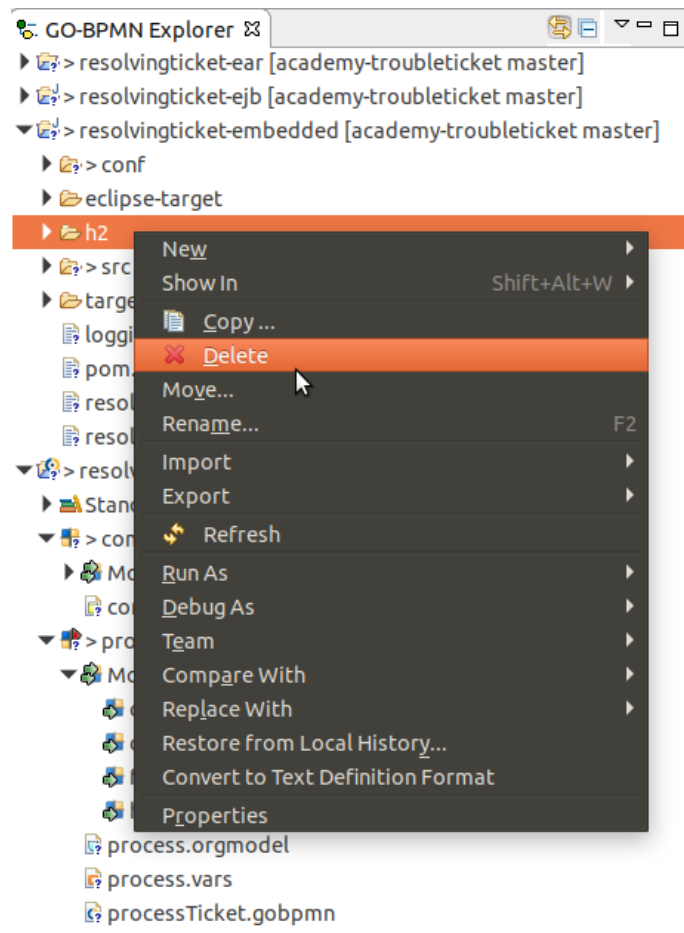 GO-BPMN Explorer
> resolvingticket-ear [academy-troubleticket master]
> resolvingticket-ejb [academy-troubleticket master]
> resolvingticket-embedded [academy-troubleticket master]
> conf
eclipse-target
h2
New
> src
Show In Shift+Alt+W
targe
Copy ...
loggi
Delete
pom.
Move...
resol
Rename... F2
resol
Import
> resolv
Export
Stand
Refresh
> con
Run As
Mo
Debug As
con
Team
> pro
Compare With
Mo
Replace With
Restore from Local History...
Convert to Text Definition Format
Properties
process.orgmodel
process.vars
processTicket.gobpmn